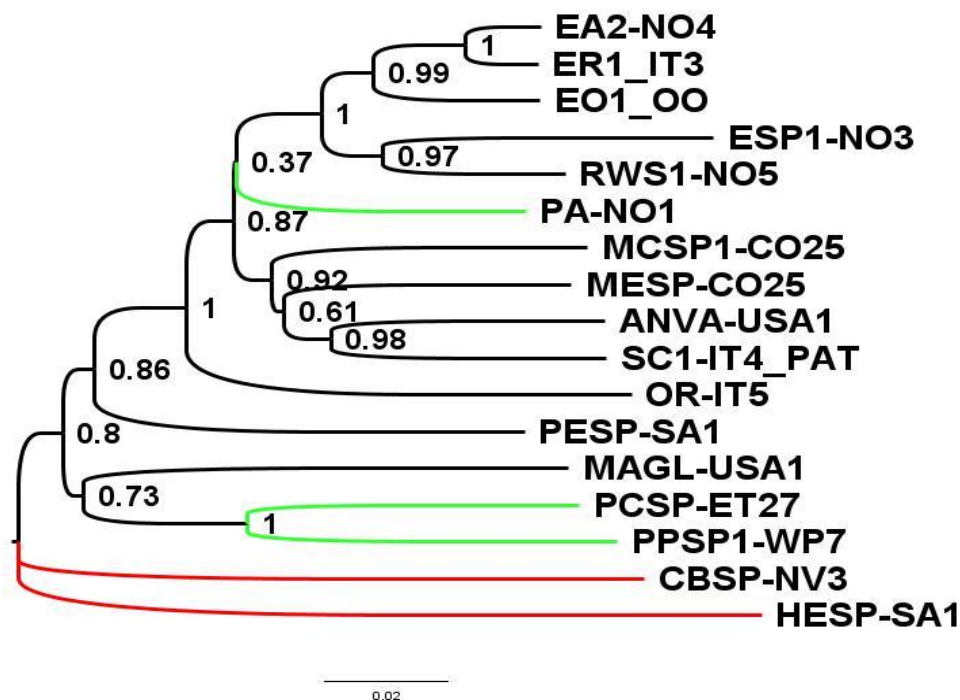 EA2-NO4
1
ER1_IT3
0.99
EO1_OO
1
ESP1-NO3
0.97
0.37
RWS1-NO5
PA-NO1
0.87
MCSP1-CO25
0.92
MESP-CO25
0.61
ANVA-USA1
1
0.98
SC1-IT4_PAT
0.86
OR-IT5
PESP-SA1
0.8
MAGL-USA1
0.73
PCSP-ET27
1
PPSP1-WP7
CBSP-NV3
HESP-SA1
0.02